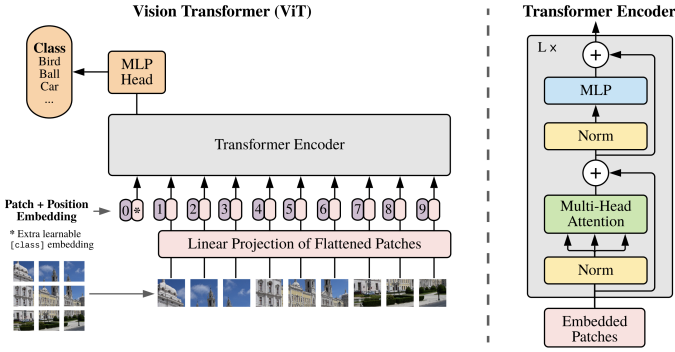 Vision Transformer (ViT)
Class
Bird
Ball
Car
...
MLP
Head
Transformer Encoder
Patch + Position
Embedding
0 * 1 2 3 4 5 6 7 8 9
* Extra learnable
[class] embedding
Linear Projection of Flattened Patches
Transformer Encoder
L x
+
MLP
Norm
+
Multi-Head
Attention
Norm
Embedded
Patches